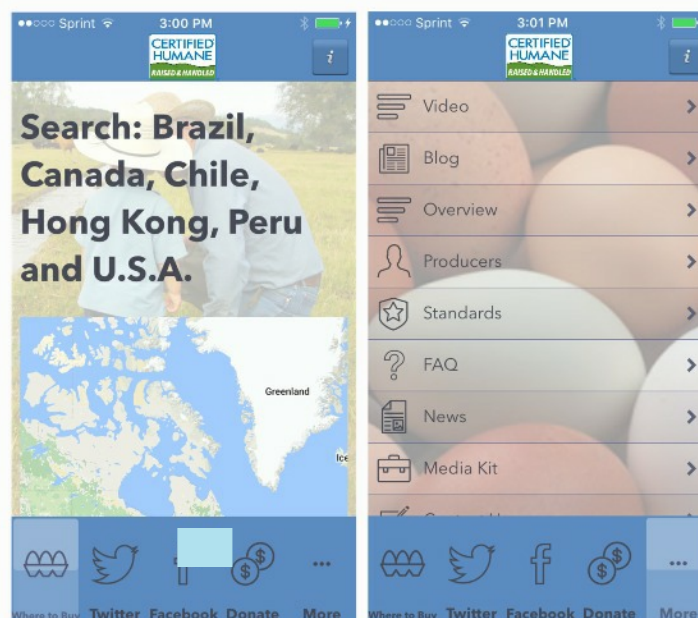 Sprint 3:00 PM
CERTIFIED
HUMANE
RAISED & HANDLED
i
Search: Brazil,
Canada, Chile,
Hong Kong, Peru
and U.S.A.
Greenland
Ice
Where to Buy Twitter Facebook Donate More
Sprint 3:01 PM
CERTIFIED
HUMANE
RAISED & HANDLED
i
Video
Blog
Overview
Producers
Standards
FAQ
News
Media Kit
Where to Buy Twitter Facebook Donate More